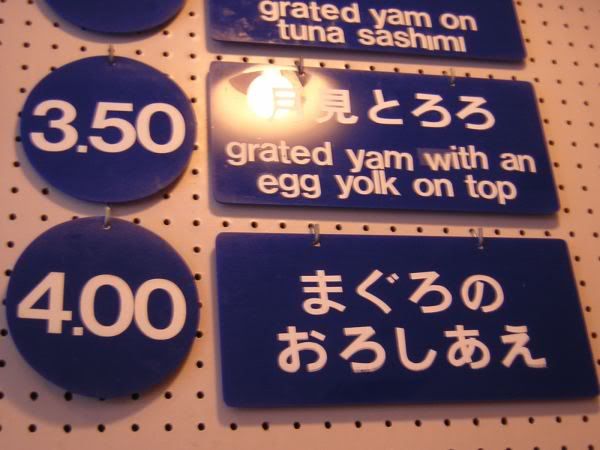 grated yam on
tuna sashimi
3.50
月見とろろ
grated yam with an
egg yolk on top
4.00
まぐろの
おろしあえ